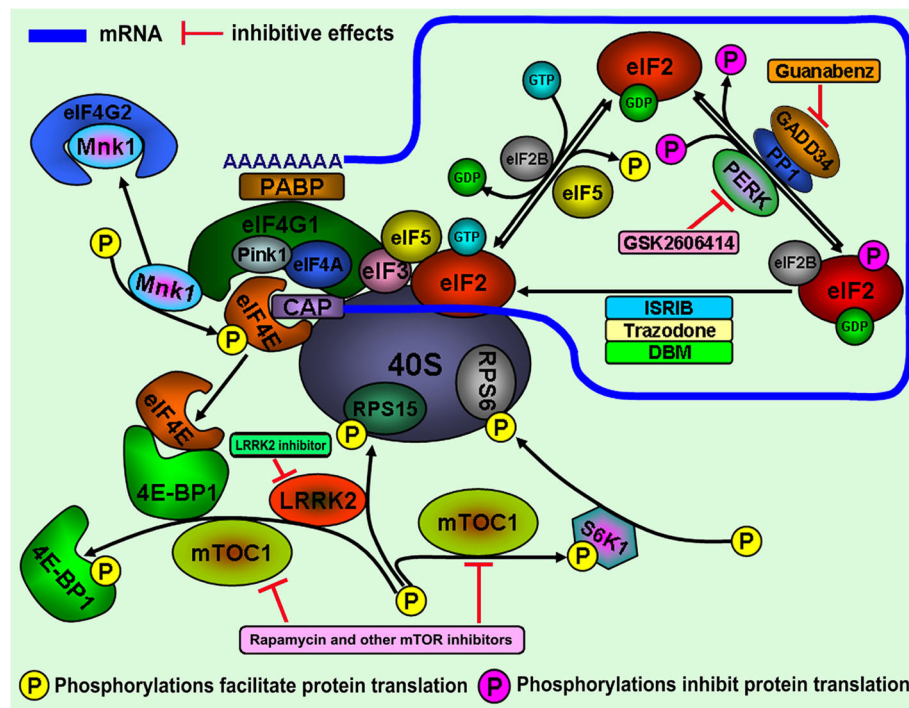 mRNA
inhibitive effects
eIF2
GDP
P
Guanabenz
GADD34
PP1
PERK
P
GSK2606414
GTP
eIF2B
GDP
P
eIF5
eIF4G2
Mnk1
AAAAAAAA
PABP
eIF4G1
Pink1
eIF4A
eIF3
eIF5
GTP
eIF2
eIF2B
P
eIF2
GDP
P
Mnk1
eIF4E
CAP
P
ISRIB
Trazodone
DBM
40S
RPS6
RPS15
P
P
eIF4E
4E-BP1
LRRK2 inhibitor
LRRK2
mTOC1
mTOC1
S6K1
P
P
4E-BP1
P
P
Rapamycin and other mTOR inhibitors
P Phosphorylations facilitate protein translation
P Phosphorylations inhibit protein translation